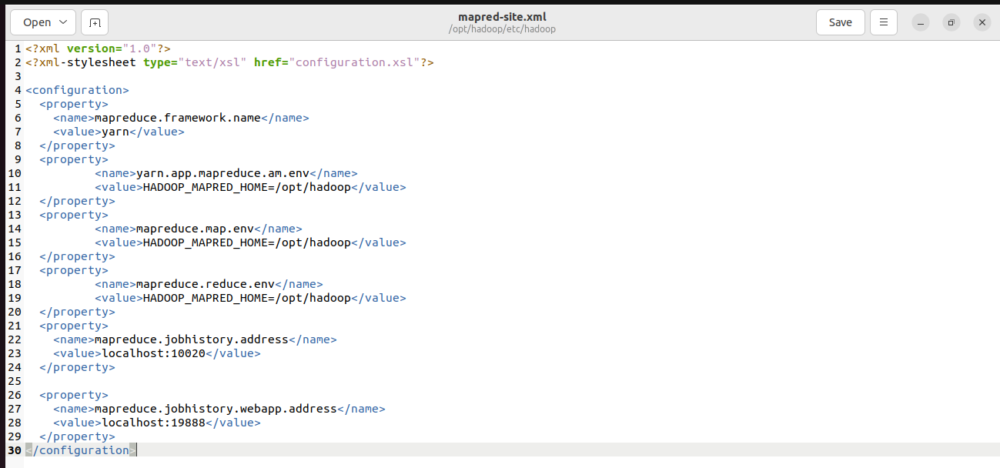 Open
mapred-site.xml
/opt/hadoop/etc/hadoop
Save
1 <?xml version="1.0"?>
2 <?xml-stylesheet type="text/xsl" href="configuration.xsl"?>
3
4 <configuration>
5   <property>
6     <name>mapreduce.framework.name</name>
7     <value>yarn</value>
8   </property>
9   <property>
10           <name>yarn.app.mapreduce.am.env</name>
11           <value>HADOOP_MAPRED_HOME=/opt/hadoop</value>
12   </property>
13   <property>
14           <name>mapreduce.map.env</name>
15           <value>HADOOP_MAPRED_HOME=/opt/hadoop</value>
16   </property>
17   <property>
18           <name>mapreduce.reduce.env</name>
19           <value>HADOOP_MAPRED_HOME=/opt/hadoop</value>
20   </property>
21   <property>
22     <name>mapreduce.jobhistory.address</name>
23     <value>localhost:10020</value>
24   </property>
25
26   <property>
27     <name>mapreduce.jobhistory.webapp.address</name>
28     <value>localhost:19888</value>
29   </property>
30 </configuration>